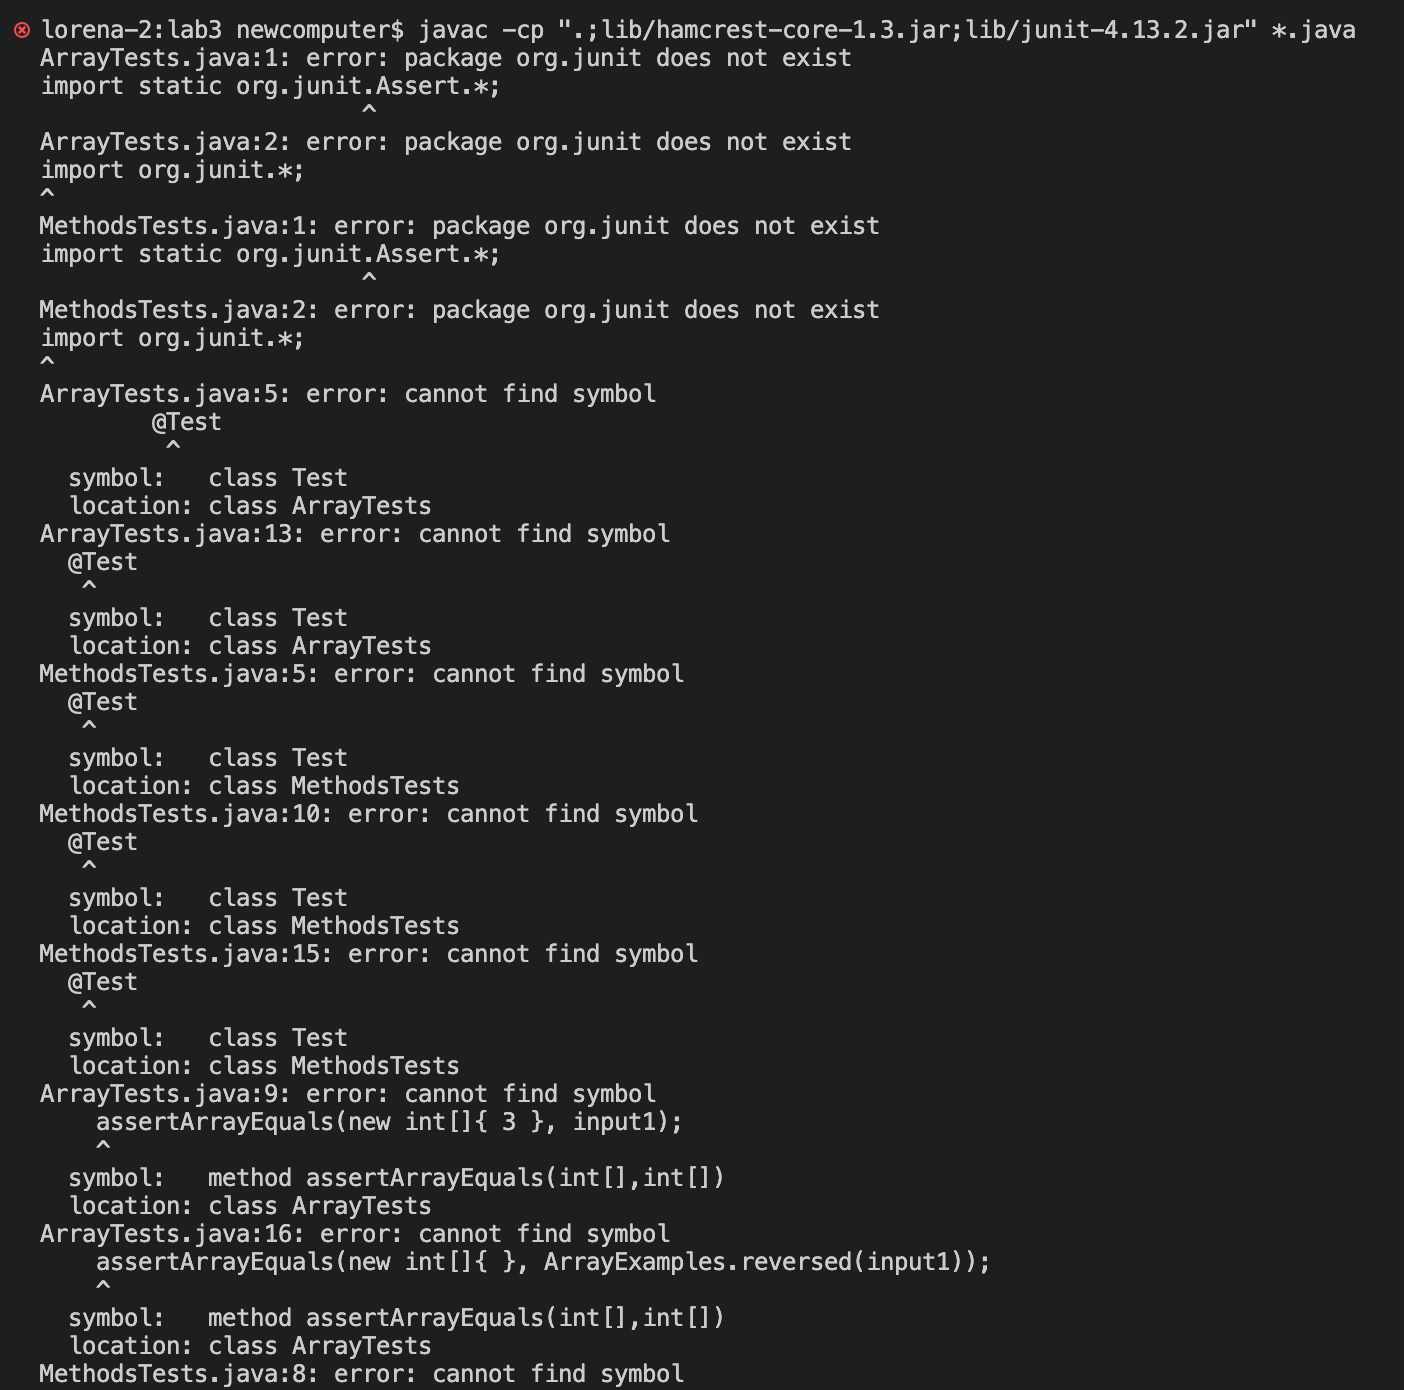 lorena-2:lab3 newcomputer$ javac -cp ".;lib/hamcrest-core-1.3.jar;lib/junit-4.13.2.jar" *.java
ArrayTests.java:1: error: package org.junit does not exist
import static org.junit.Assert.*;
                       ^
ArrayTests.java:2: error: package org.junit does not exist
import org.junit.*;
^
MethodsTests.java:1: error: package org.junit does not exist
import static org.junit.Assert.*;
                       ^
MethodsTests.java:2: error: package org.junit does not exist
import org.junit.*;
^
ArrayTests.java:5: error: cannot find symbol
        @Test
         ^
  symbol:   class Test
  location: class ArrayTests
ArrayTests.java:13: error: cannot find symbol
  @Test
   ^
  symbol:   class Test
  location: class ArrayTests
MethodsTests.java:5: error: cannot find symbol
  @Test
   ^
  symbol:   class Test
  location: class MethodsTests
MethodsTests.java:10: error: cannot find symbol
  @Test
   ^
  symbol:   class Test
  location: class MethodsTests
MethodsTests.java:15: error: cannot find symbol
  @Test
   ^
  symbol:   class Test
  location: class MethodsTests
ArrayTests.java:9: error: cannot find symbol
    assertArrayEquals(new int[]{ 3 }, input1);
    ^
  symbol:   method assertArrayEquals(int[],int[])
  location: class ArrayTests
ArrayTests.java:16: error: cannot find symbol
    assertArrayEquals(new int[]{ }, ArrayExamples.reversed(input1));
    ^
  symbol:   method assertArrayEquals(int[],int[])
  location: class ArrayTests
MethodsTests.java:8: error: cannot find symbol